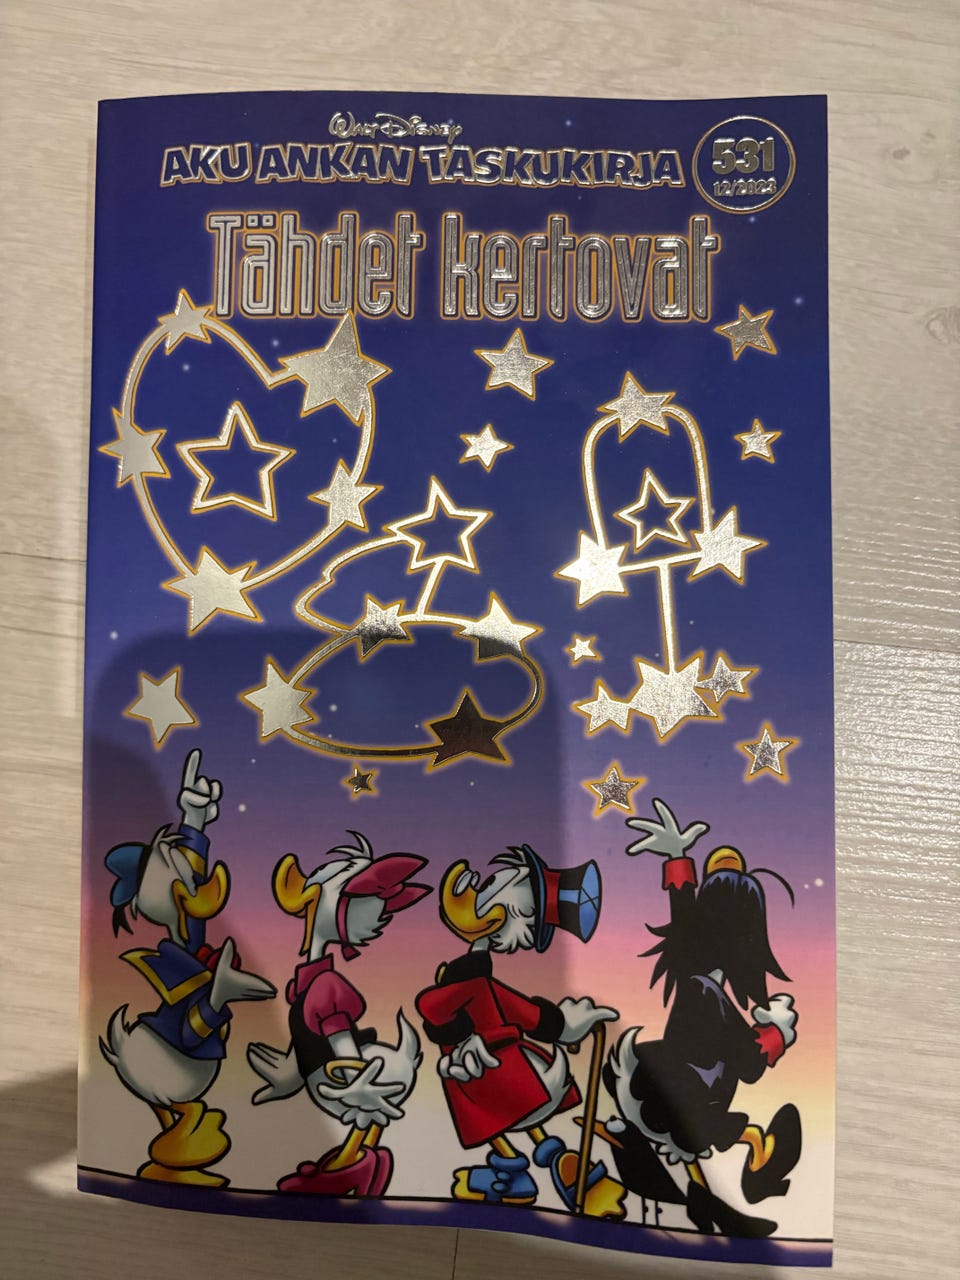 Walt Disney
AKU ANKAN TASKUKIRJA
531
12/2023
Tähdet kertovat